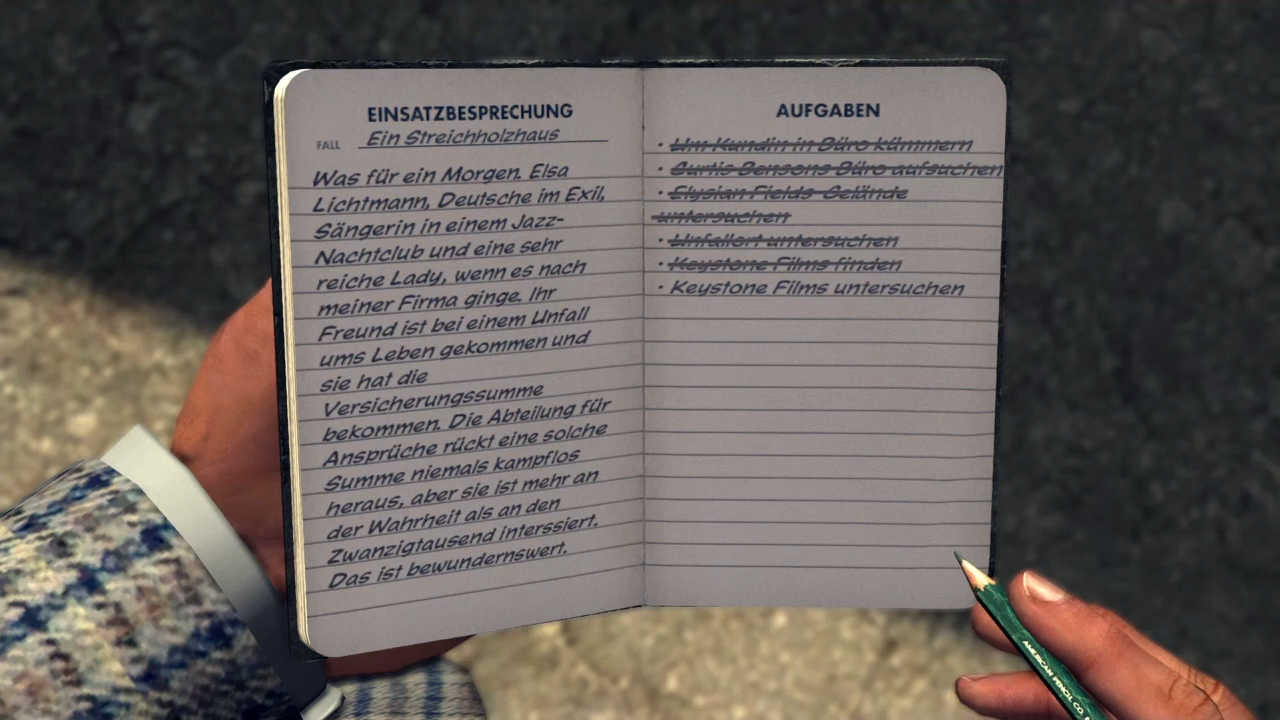 EINSATZBESPRECHUNG
FALL Ein Streichholzhaus
Was für ein Morgen. Elsa
Lichtmann, Deutsche im Exil,
Sängerin in einem Jazz-
Nachtclub und eine sehr
reiche Lady, wenn es nach
meiner Firma ginge. Ihr
Freund ist bei einem Unfall
ums Leben gekommen und
sie hat die
Versicherungssumme
bekommen. Die Abteilung für
Ansprüche rückt eine solche
Summe niemals kampflos
heraus, aber sie ist mehr an
der Wahrheit als an den
Zwanzigtausend interssiert.
Das ist bewundernswert.
AUFGABEN
• Um Kundin in Büro kümmern
• Curtis Bensons Büro aufsuchen
• Elysian Fields-Gelände
untersuchen
• Unfallort untersuchen
• Keystone Films finden
• Keystone Films untersuchen
AMERICAN PENCIL CO.